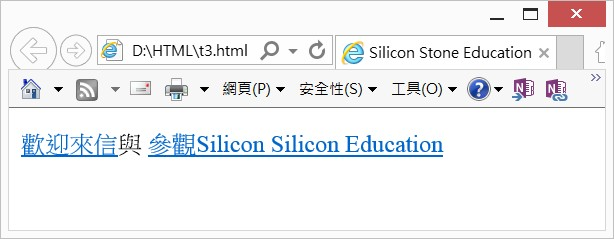 D:\HTML\t3.html
Silicon Stone Education
網頁(P) 安全性(S) 工具(O)
歡迎來信與 參觀Silicon Silicon Education